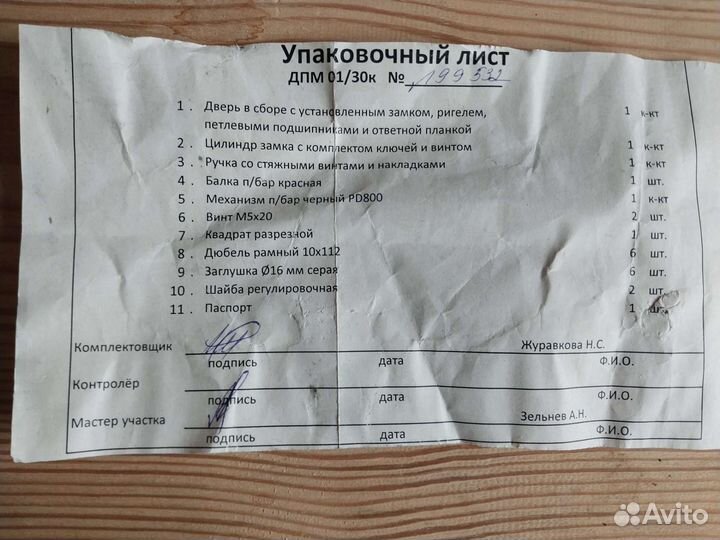 Упаковочный лист
ДПМ 01/30к № 199532
1. Дверь в сборе с установленным замком, ригелем, 1 к-кт
петлевыми подшипниками и ответной планкой
2. Цилиндр замка с комплектом ключей и винтом 1 к-кт
3. Ручка со стяжными винтами и накладками 1 к-кт
4. Балка п/бар красная 1 шт.
5. Механизм п/бар черный PD800 1 к-кт
6. Винт М5х20 2 шт.
7. Квадрат разрезной 1 шт.
8. Дюбель рамный 10х112 6 шт.
9. Заглушка Ø16 мм серая 6 шт.
10. Шайба регулировочная 2 шт.
11. Паспорт 1 шт.
Комплектовщик Журавкова Н.С.
подпись дата Ф.И.О.
Контролёр
подпись дата Ф.И.О.
Мастер участка Зельнев А.Н.
подпись дата Ф.И.О.
Avito